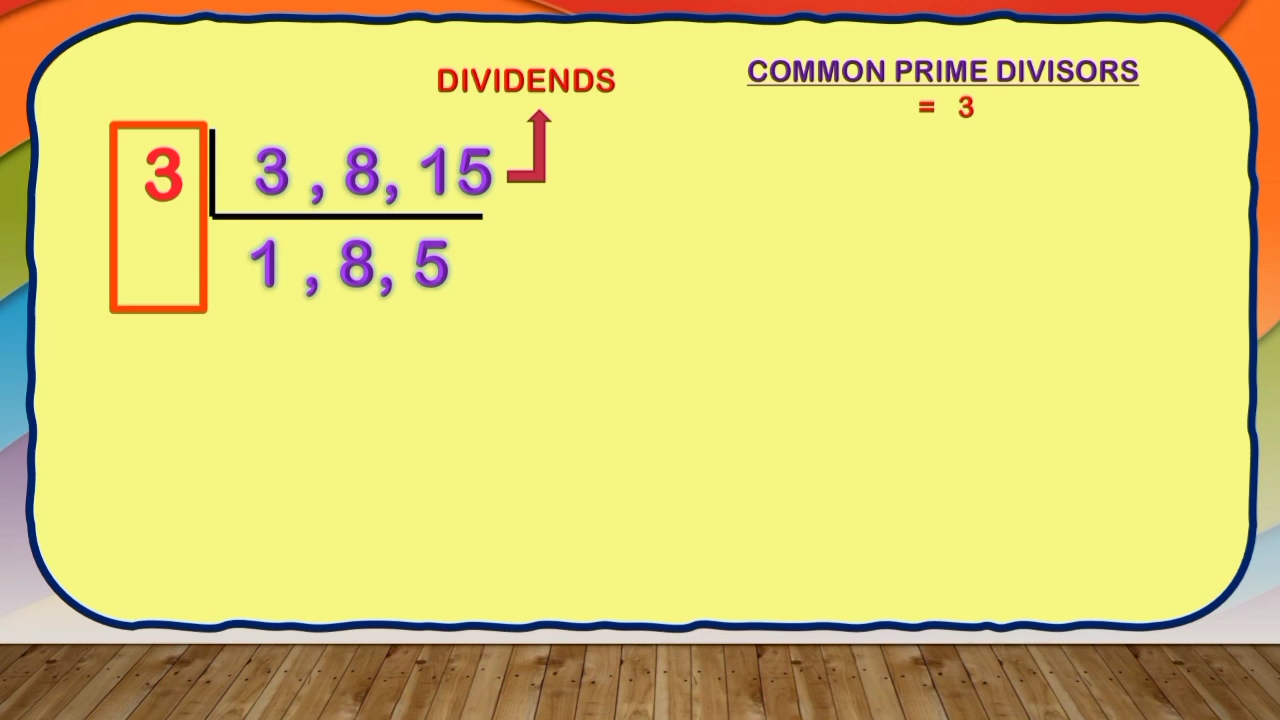 DIVIDENDS
COMMON PRIME DIVISORS
= 3
3 3 , 8, 15
1 , 8, 5